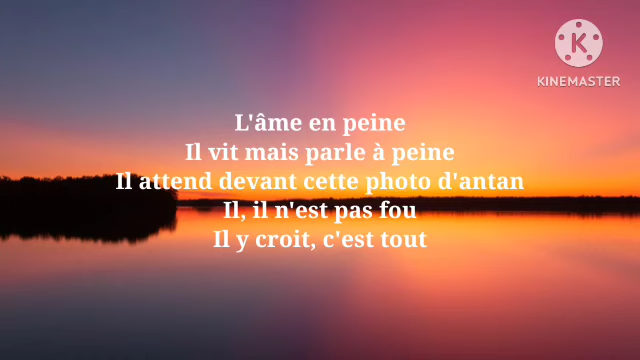 KINEMASTER
L'âme en peine
Il vit mais parle à peine
Il attend devant cette photo d'antan
Il, il n'est pas fou
Il y croit, c'est tout